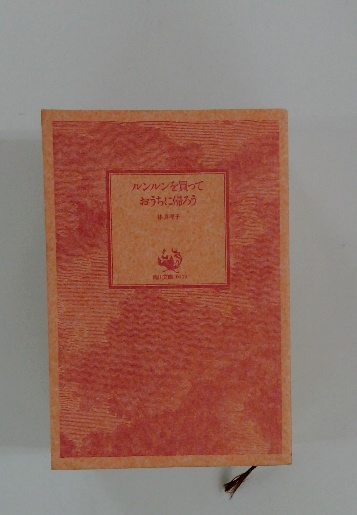 ルンルンを買って
おうちに帰ろう
林真理子